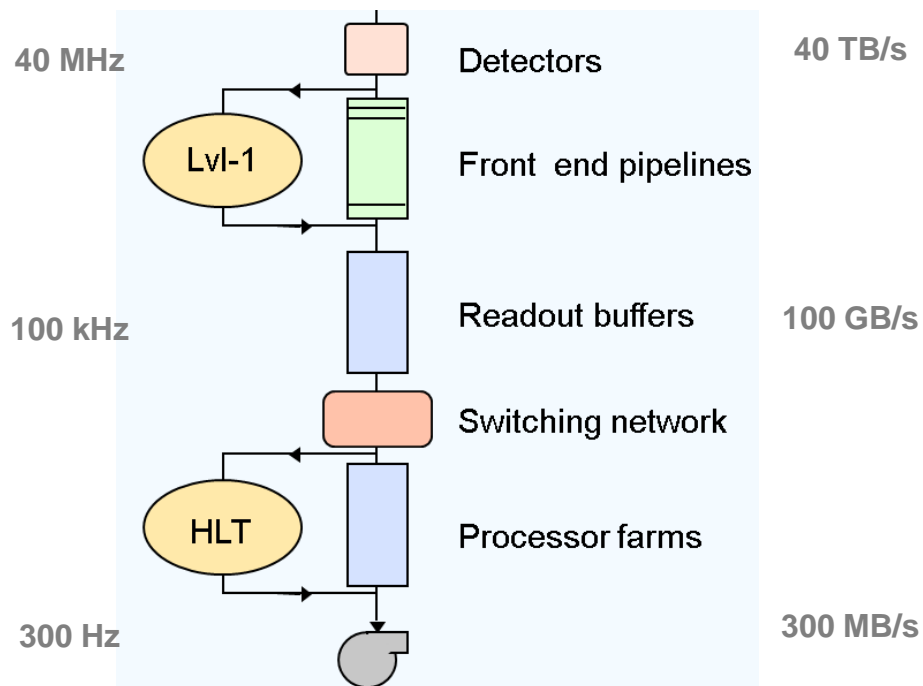 40 MHz
Detectors
40 TB/s
Lvl-1
Front end pipelines
100 kHz
Readout buffers
100 GB/s
Switching network
HLT
Processor farms
300 Hz
300 MB/s